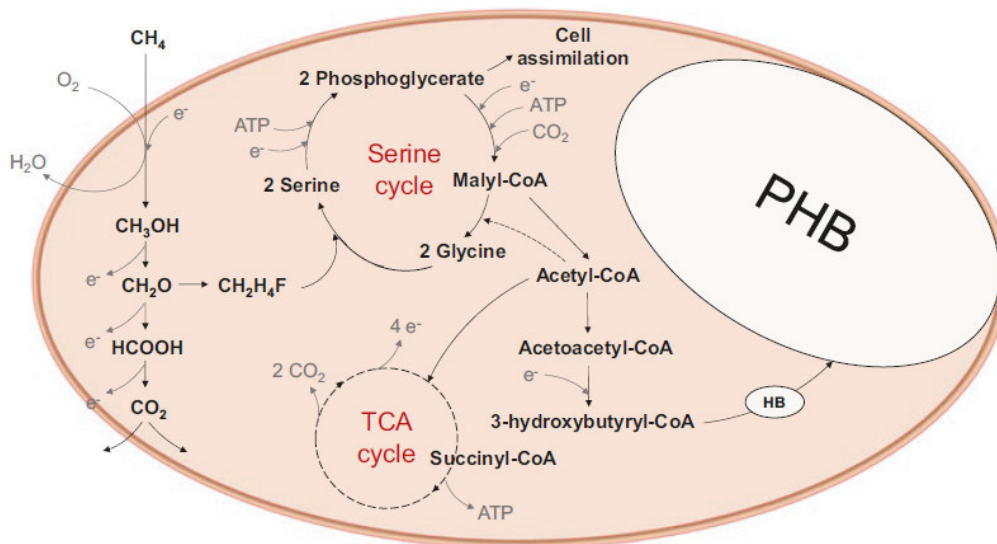 CH₄
O₂
e⁻
H₂O
CH₃OH
e⁻
CH₂O
CH₂H₄F
e⁻
HCOOH
e⁻
CO₂
Cell
assimilation
2 Phosphoglycerate
e⁻
ATP
CO₂
ATP
e⁻
Serine
cycle
2 Serine
Malyl-CoA
2 Glycine
Acetyl-CoA
Acetoacetyl-CoA
e⁻
3-hydroxybutyryl-CoA
HB
PHB
4 e⁻
2 CO₂
TCA
cycle
Succinyl-CoA
ATP